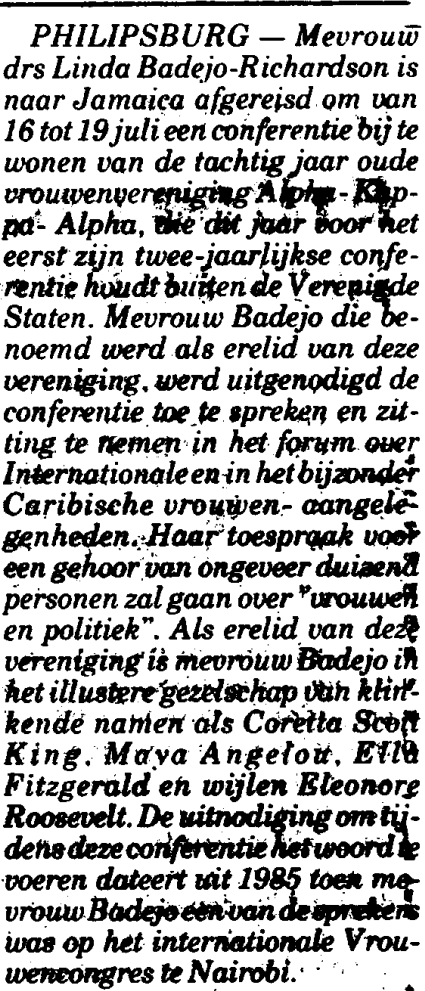 PHILIPSBURG — Mevrouw
drs Linda Badejo-Richardson is
naar Jamaica afgereisd om van
16 tot 19 juli een conferentie bij te
wonen van de tachtig jaar oude
vrouwenvereniging Alpha-Kap-
pa-Alpha, die dit jaar voor het
eerst zijn twee-jaarlijkse confe-
rentie houdt buiten de Verenigde
Staten. Mevrouw Badejo die be-
noemd werd als erelid van deze
vereniging, werd uitgenodigd de
conferentie toe te spreken en zit-
ting te nemen in het forum over
Internationale en in het bijzonder
Caribische vrouwen- aangele-
genheden. Haar toespraak voor
een gehoor van ongeveer duizend
personen zal gaan over "vrouwen
en politiek". Als erelid van deze
vereniging is mevrouw Badejo in
het illustere gezelschap van klin-
kende namen als Coretta Scott
King, Maya Angelou, Ella
Fitzgerald en wijlen Eleonore
Roosevelt. De uitnodiging om tij-
dens deze conferentie het woord te
voeren dateert uit 1985 toen me-
vrouw Badejo een van de sprekers
was op het internationale Vrou-
wencongres te Nairobi.